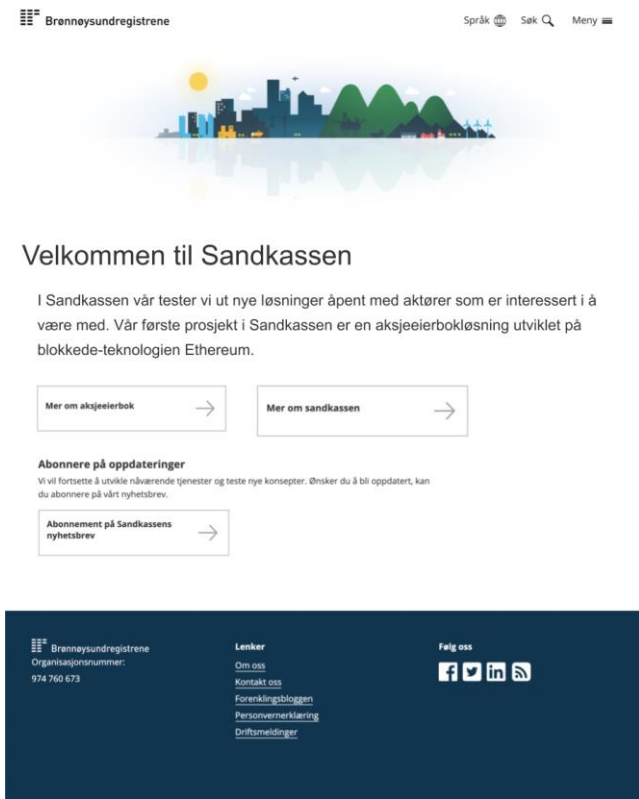 Brønnøysundregistrene
Språk Søk Meny
Velkommen til Sandkassen
I Sandkassen vår tester vi ut nye løsninger åpent med aktører som er interessert i å
være med. Vår første prosjekt i Sandkassen er en aksjeeierbokløsning utviklet på
blokkede-teknologien Ethereum.
Mer om aksjeeierbok
Mer om sandkassen
Abonnere på oppdateringer
Vi vil fortsette å utvikle nåværende tjenester og teste nye konsepter. Ønsker du å bli oppdatert, kan
du abonnere på vårt nyhetsbrev.
Abonnement på Sandkassens
nyhetsbrev
Brønnøysundregistrene
Organisasjonsnummer:
974 760 673
Lenker
Om oss
Kontakt oss
Forenklingsbloggen
Personvernerklæring
Driftsmeldinger
Følg oss